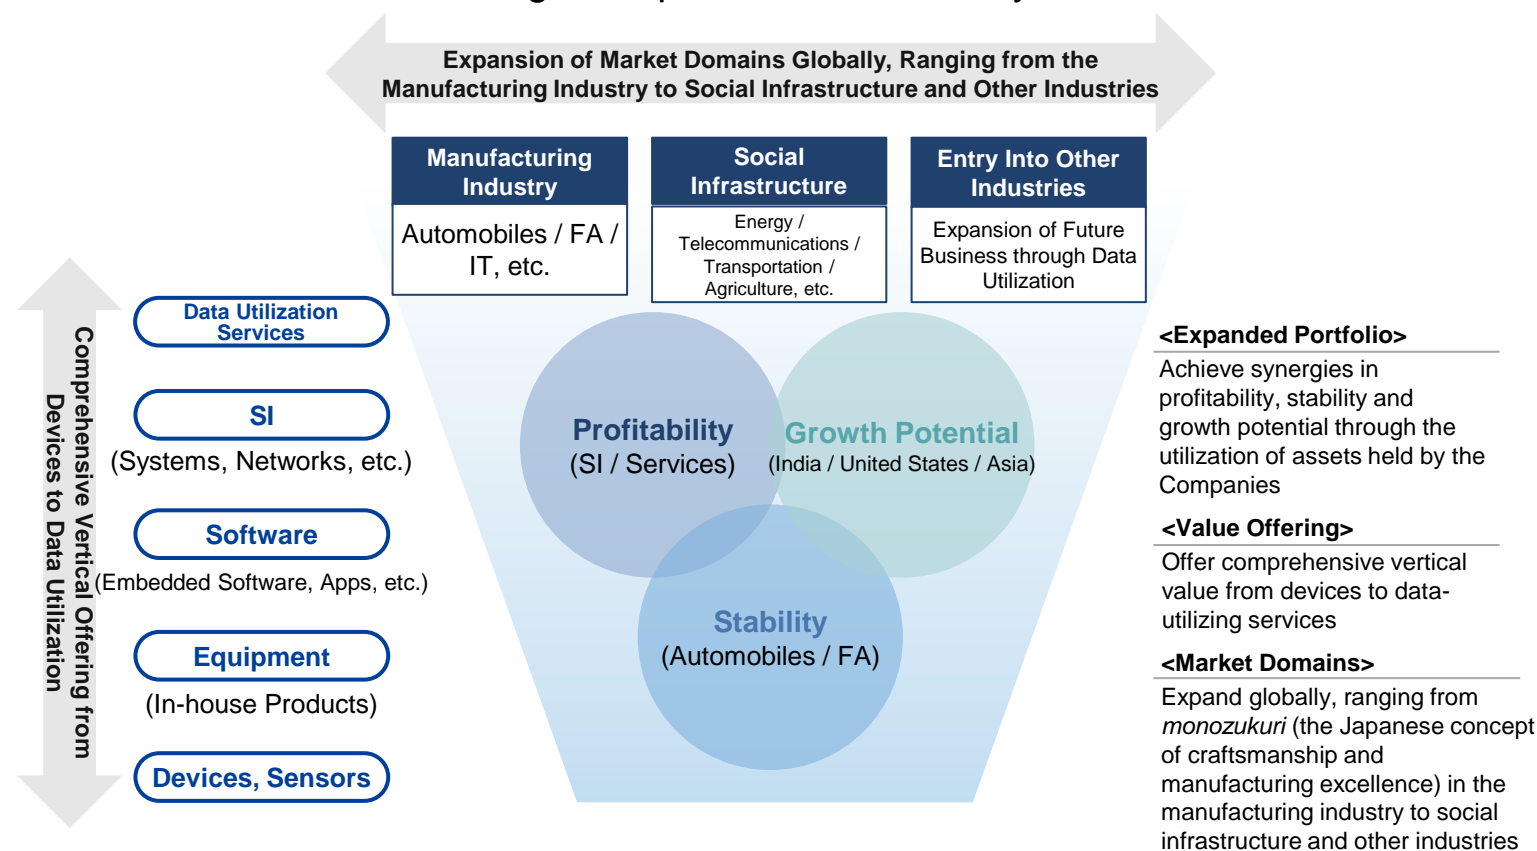 Expansion of Market Domains Globally, Ranging from the
Manufacturing Industry to Social Infrastructure and Other Industries
Manufacturing
Industry
Automobiles / FA /
IT, etc.
Social
Infrastructure
Energy /
Telecommunications /
Transportation /
Agriculture, etc.
Entry Into Other
Industries
Expansion of Future
Business through Data
Utilization
Comprehensive Vertical Offering from
Devices to Data Utilization
Data Utilization
Services
SI
(Systems, Networks, etc.)
Software
(Embedded Software, Apps, etc.)
Equipment
(In-house Products)
Devices, Sensors
Profitability
(SI / Services)
Growth Potential
(India / United States / Asia)
Stability
(Automobiles / FA)
<Expanded Portfolio>
Achieve synergies in
profitability, stability and
growth potential through the
utilization of assets held by the
Companies
<Value Offering>
Offer comprehensive vertical
value from devices to data-
utilizing services
<Market Domains>
Expand globally, ranging from
monozukuri (the Japanese concept
of craftsmanship and
manufacturing excellence) in the
manufacturing industry to social
infrastructure and other industries